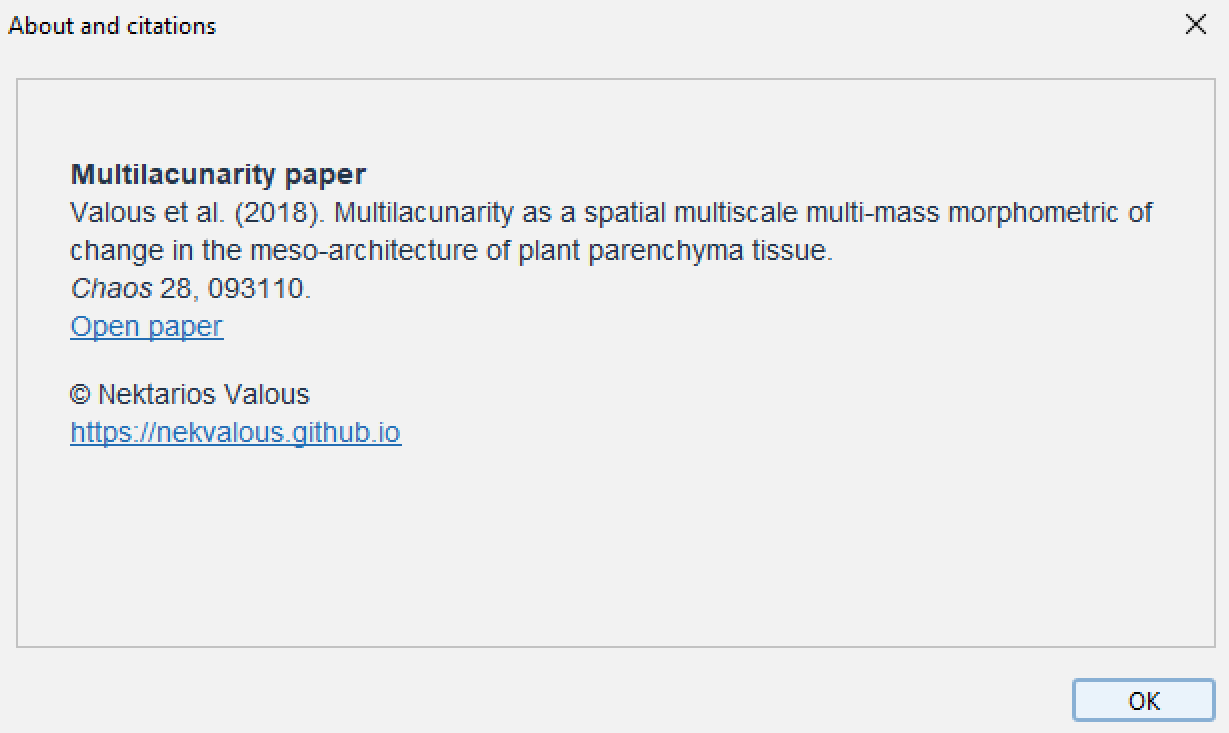 About and citations
Multilacunarity paper
Valous et al. (2018). Multilacunarity as a spatial multiscale multi-mass morphometric of
change in the meso-architecture of plant parenchyma tissue.
Chaos 28, 093110.
Open paper
© Nektarios Valous
https://nekvalous.github.io
OK